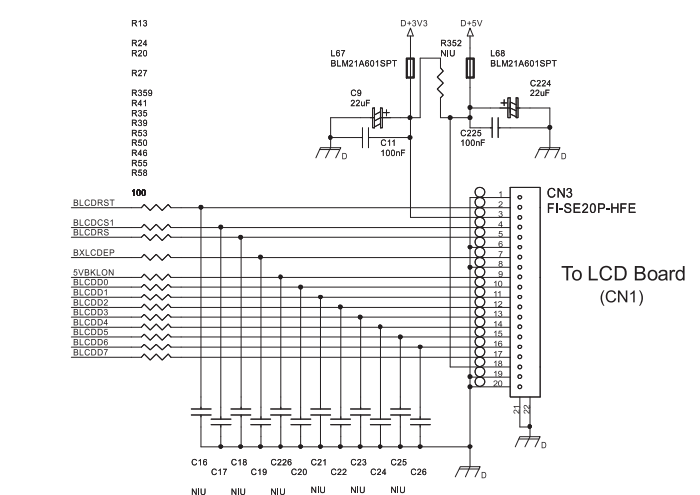 R13
R24
R20
R27
R359
R41
R35
R39
R53
R50
R46
R55
R58
100
D+3V3
D+5V
L67
BLM21A601SPT
R352
NIU
L68
BLM21A601SPT
C9
22uF
C224
22uF
C11
100nF
C225
100nF
D
D
BLCDRST
BLCDCS1
BLCDRS
BXLCDEP
5VBKLON
BLCDD0
BLCDD1
BLCDD2
BLCDD3
BLCDD4
BLCDD5
BLCDD6
BLCDD7
1
2
3
4
5
6
7
8
9
10
11
12
13
14
15
16
17
18
19
20
CN3
FI-SE20P-HFE
To LCD Board
(CN1)
21
22
D
D
C16
C18
C226
C21
C23
C25
C17
C19
C20
C22
C24
C26
NIU
NIU
NIU
NIU
NIU
NIU